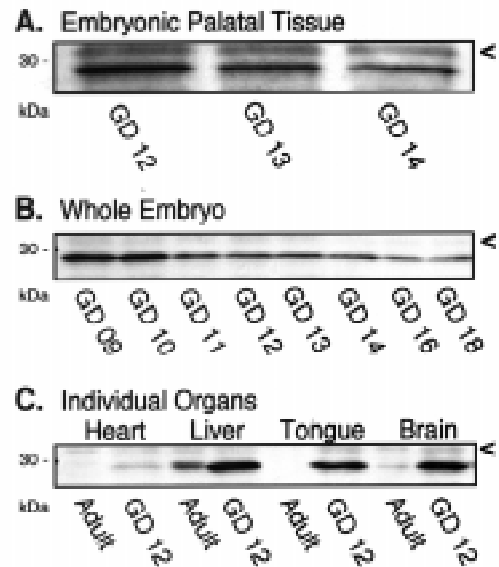 A. Embryonic Palatal Tissue
30 - <
kDa
GD 12 GD 13 GD 14
B. Whole Embryo
30 - <
kDa
GD 09 GD 10 GD 11 GD 12 GD 13 GD 14 GD 16 GD 18
C. Individual Organs
Heart Liver Tongue Brain
30 - <
kDa
Adult GD 12 Adult GD 12 Adult GD 12 Adult GD 12